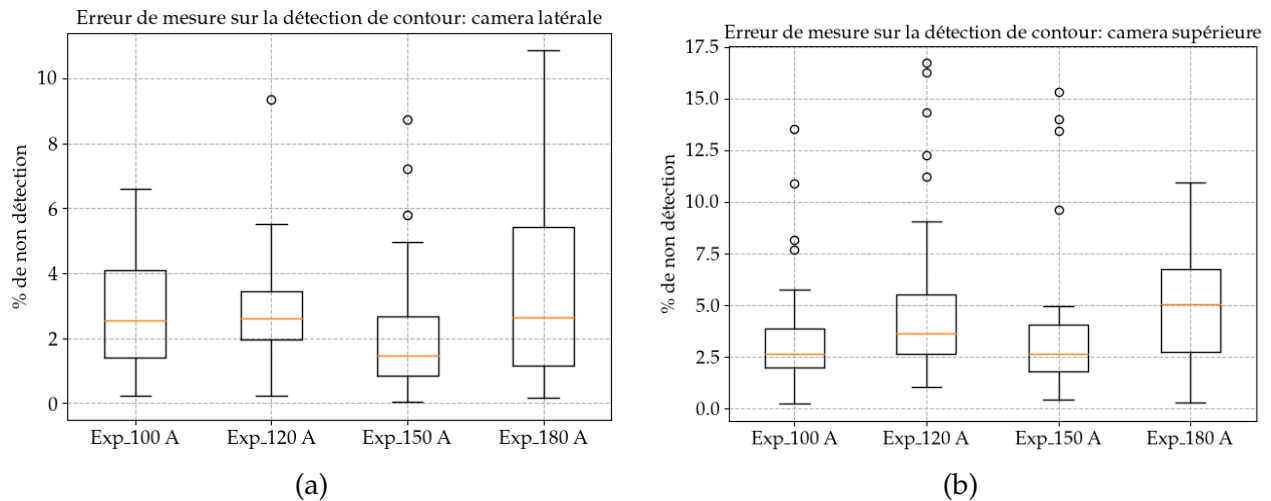 Erreur de mesure sur la détection de contour: camera latérale
% de non détection
10
8
6
4
2
0
Exp_100 A Exp_120 A Exp_150 A Exp_180 A
(a)
Erreur de mesure sur la détection de contour: camera supérieure
% de non détection
17.5
15.0
12.5
10.0
7.5
5.0
2.5
0.0
Exp_100 A Exp_120 A Exp_150 A Exp_180 A
(b)